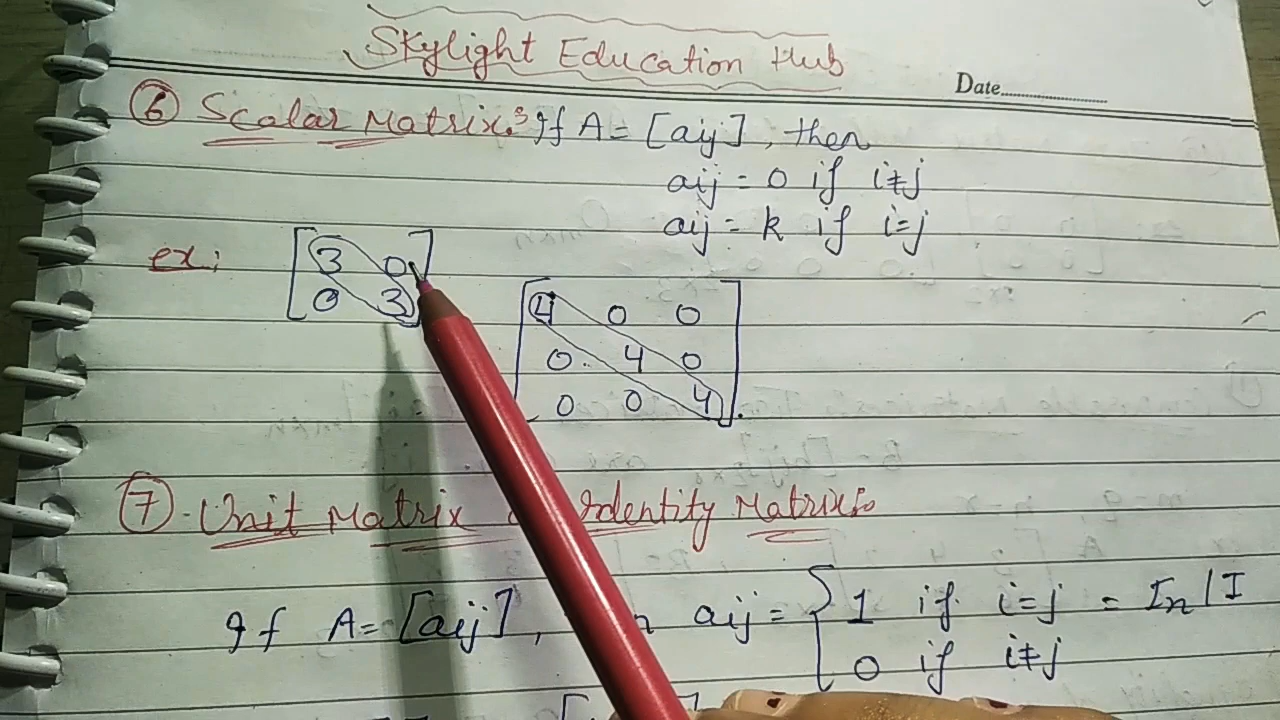 Skylight Education Hub
Date
⑥ Scalar Matrix: If A = [aij], then
aij = 0 if i≠j
aij = k if i=j
ex:
3 0
0 3
4 0 0
0 4 0
0 0 4
⑦ Unit Matrix Identity Matrix:
If A = [aij], aij = { 1 if i=j = In/I
0 if i≠j